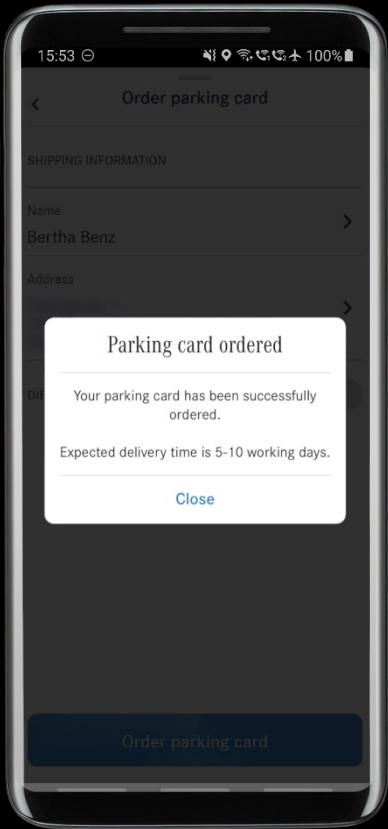 15:53
100%
Order parking card
SHIPPING INFORMATION
Name
Bertha Benz
Address
Parking card ordered
Your parking card has been successfully
ordered.
Expected delivery time is 5-10 working days.
Close
Order parking card